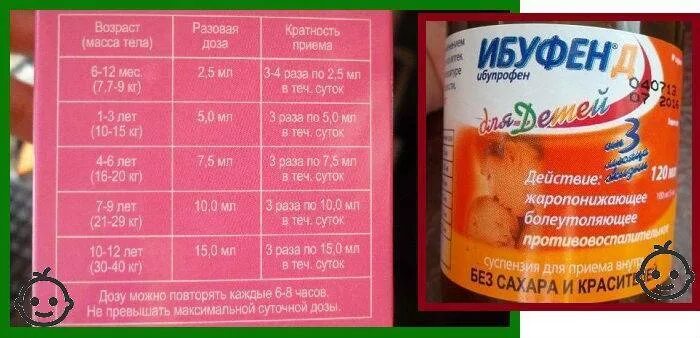 Возраст
(масса тела)
Разовая
доза
Кратность
приема
6-12 мес.
(7,7-9 кг)
2,5 мл
3-4 раза по 2,5 мл
в теч. суток
1-3 лет
(10-15 кг)
5,0 мл
3 раза по 5,0 мл
в теч. суток
4-6 лет
(16-20 кг)
7,5 мл
3 раза по 7,5 мл
в теч. суток
7-9 лет
(21-29 кг)
10,0 мл
3 раза по 10,0 мл
в теч. суток
10-12 лет
(30-40 кг)
15,0 мл
3 раза по 15,0 мл
в теч. суток
Дозу можно повторять каждые 6-8 часов.
Не превышать максимальной суточной дозы.
ИБУФЕН® Д
ибупрофен
040713
07 2016
для Детей
от 3
месяцев
жизни
120 мл
Действие:
жаропонижающее
болеутоляющее
противовоспалительное
суспензия для приема внутрь
БЕЗ САХАРА И КРАСИТЕ